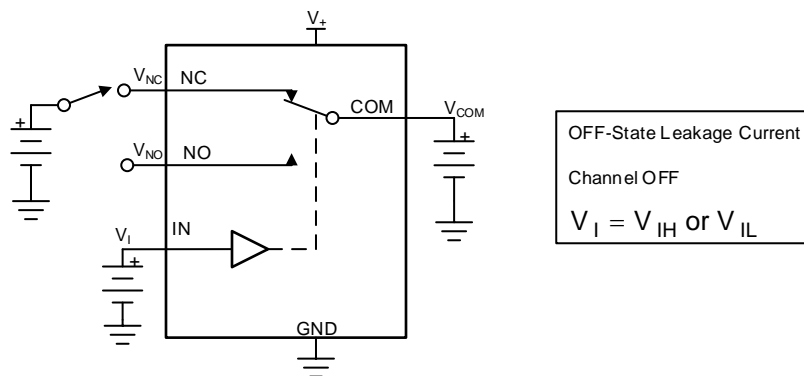 V+
VNC NC
COM VCOM
VNO NO
VI IN
GND
+
+
+
OFF-State Leakage Current
Channel OFF
VI = VIH or VIL